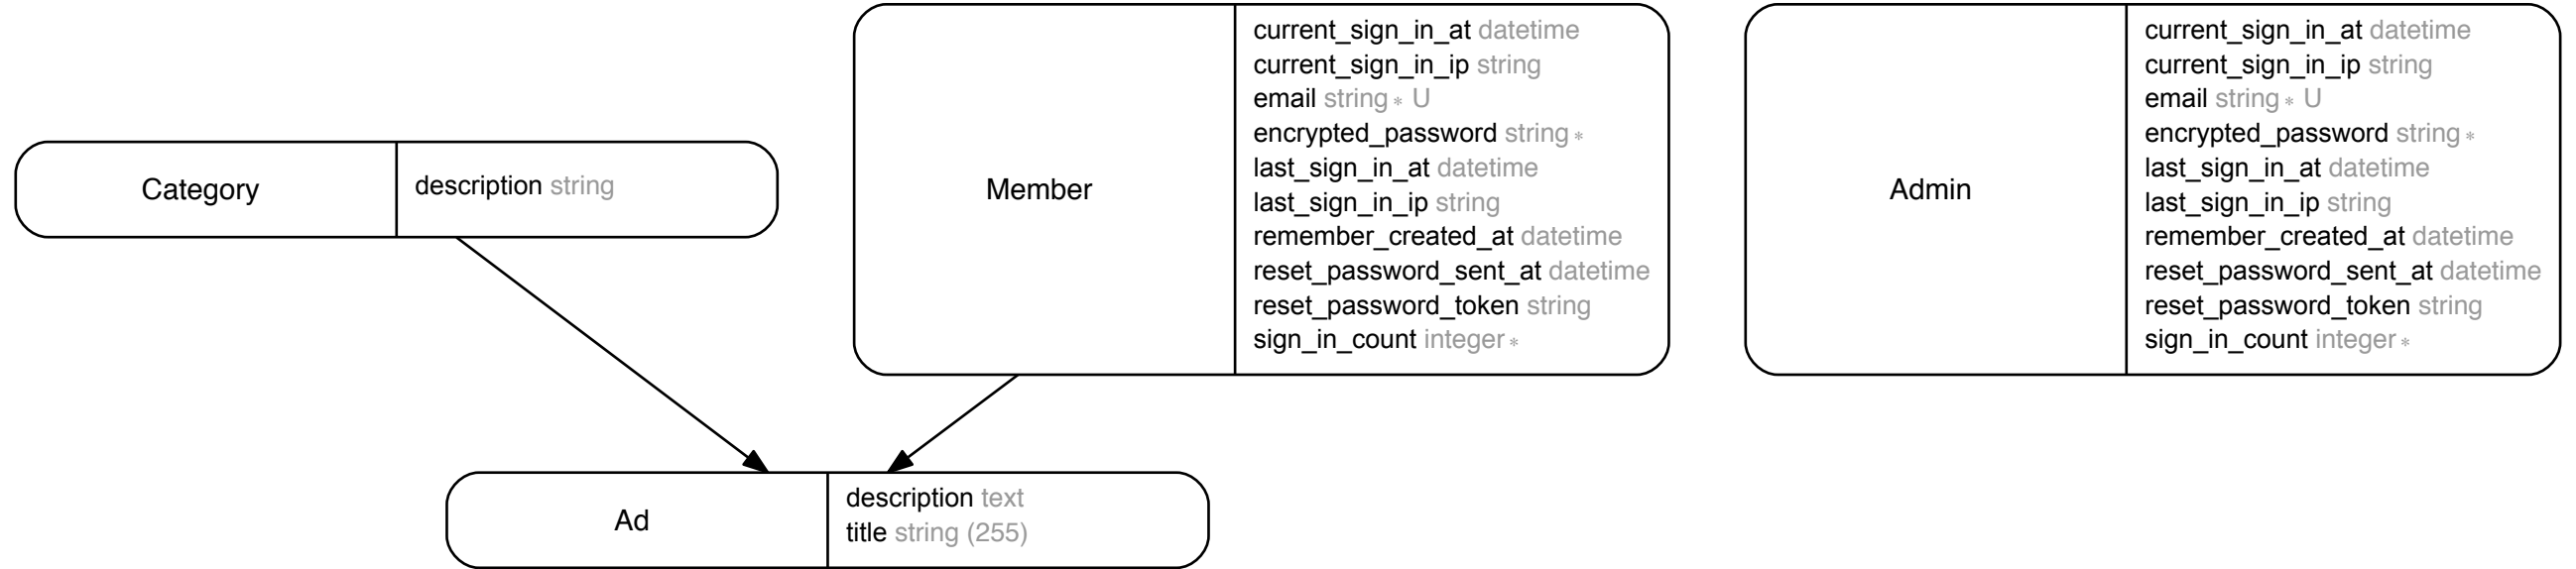 Category
description string
Member
current_sign_in_at datetime
current_sign_in_ip string
email string * U
encrypted_password string *
last_sign_in_at datetime
last_sign_in_ip string
remember_created_at datetime
reset_password_sent_at datetime
reset_password_token string
sign_in_count integer *
Admin
current_sign_in_at datetime
current_sign_in_ip string
email string * U
encrypted_password string *
last_sign_in_at datetime
last_sign_in_ip string
remember_created_at datetime
reset_password_sent_at datetime
reset_password_token string
sign_in_count integer *
Ad
description text
title string (255)